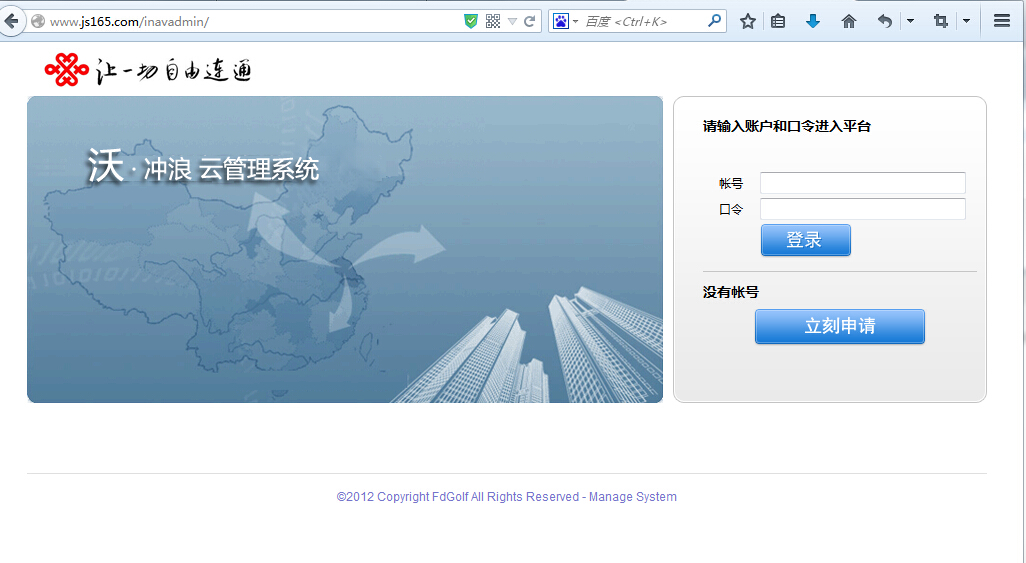 www.js165.com/inavadmin/
百度 <Ctrl+K>
让一切自由连通
沃 · 冲浪 云管理系统
请输入账户和口令进入平台
帐号
口令
登录
没有帐号
立刻申请
©2012 Copyright FdGolf All Rights Reserved - Manage System